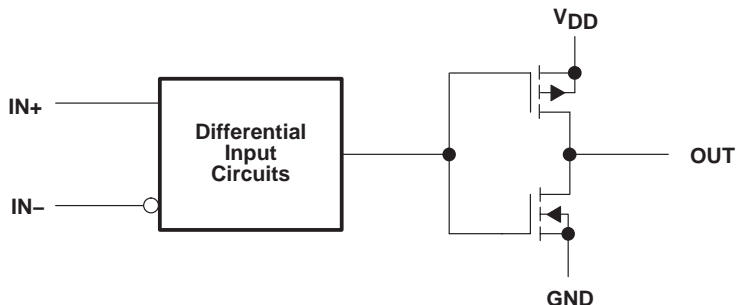 VDD
IN+
Differential
Input
Circuits
OUT
IN–
GND